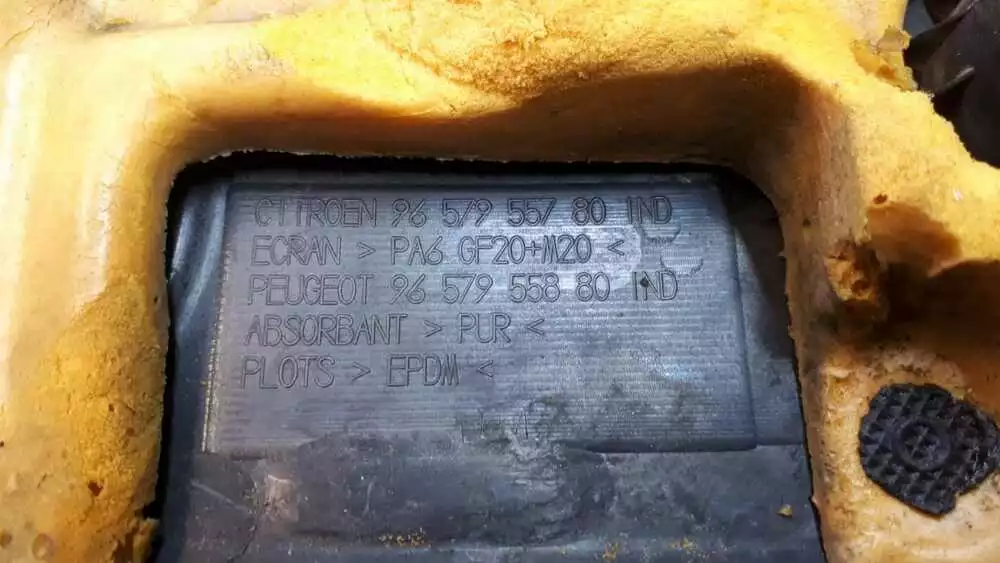 CITROEN 96 579 557 80 IND
ECRAN > PA6 GF20+M20 <
PEUGEOT 96 579 558 80 IND
ABSORBANT > PUR <
PLOTS > EPDM <